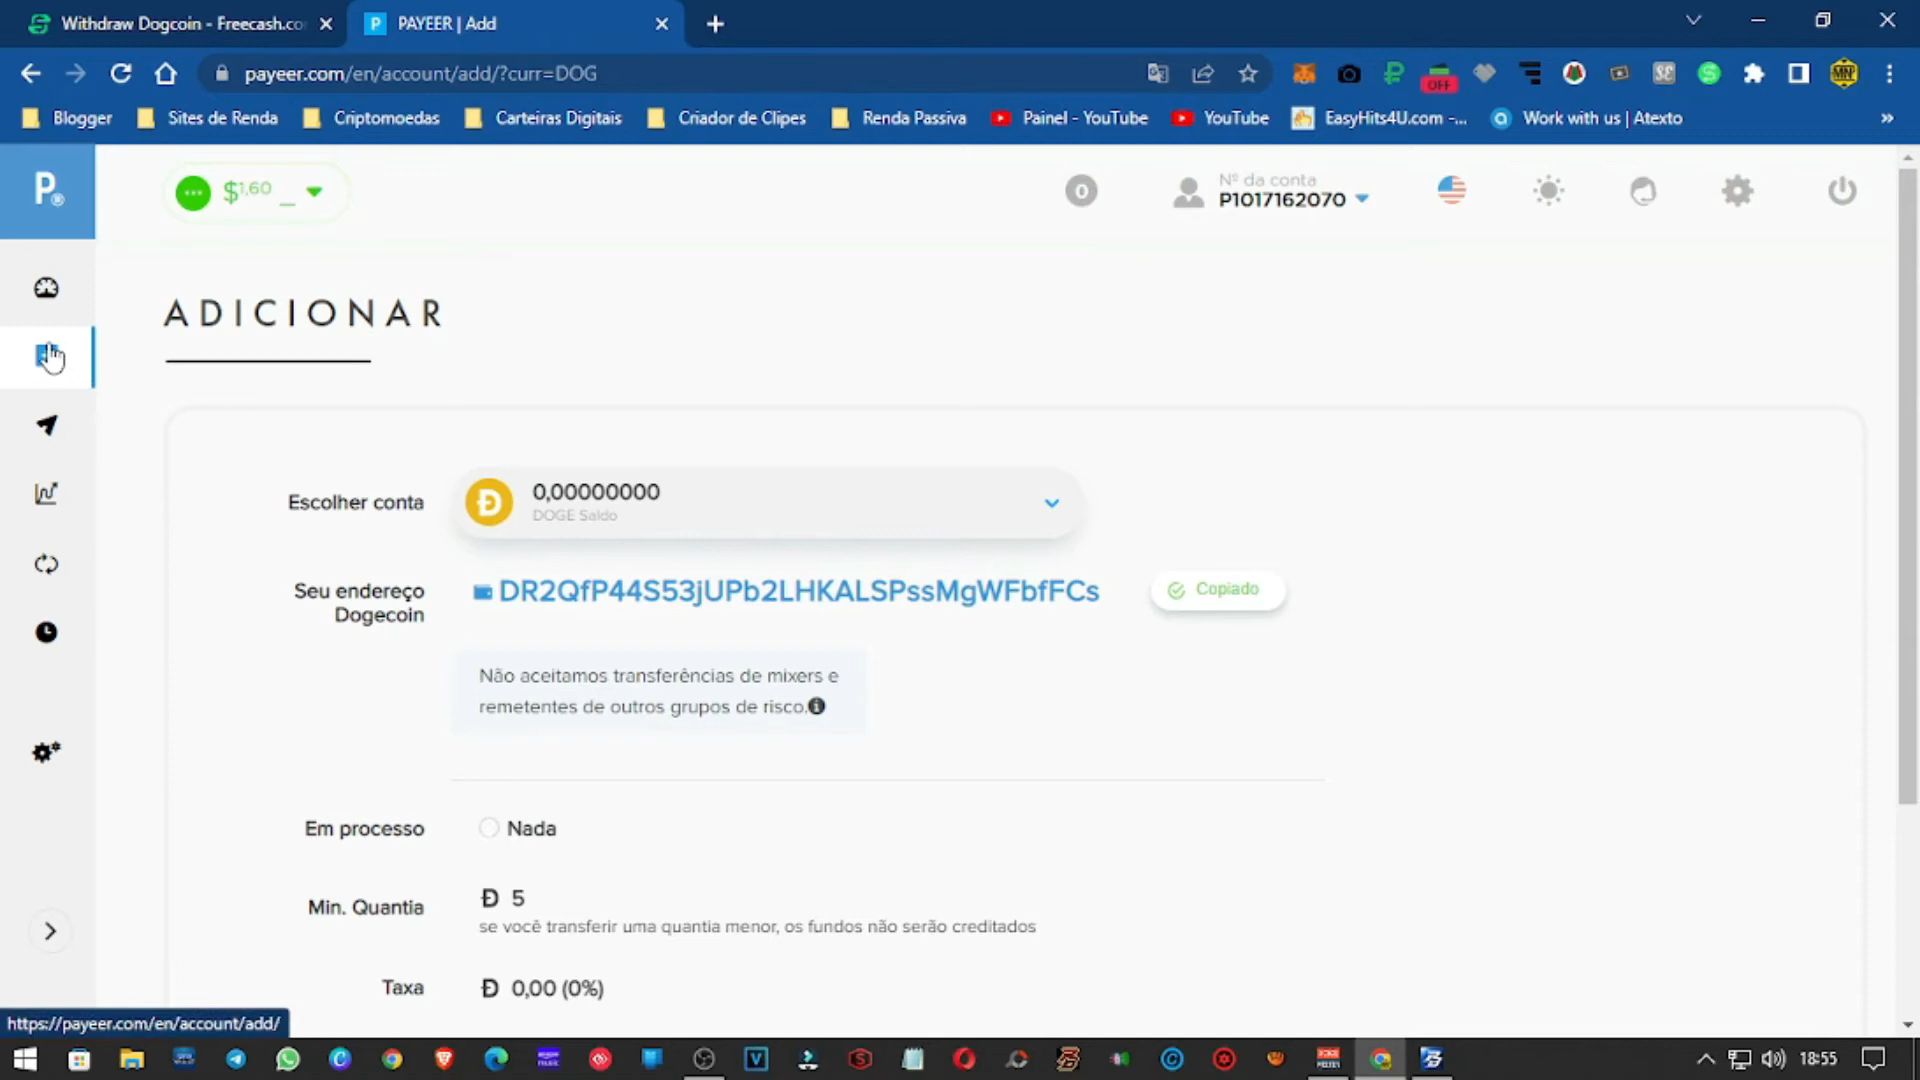 Withdraw Dogcoin - Freecash.co
PAYEER | Add
payeer.com/en/account/add/?curr=DOG
OFF
Blogger
Sites de Renda
Criptomoedas
Carteiras Digitais
Criador de Clipes
Renda Passiva
Painel - YouTube
YouTube
EasyHits4U.com -...
Work with us | Atexto
$1,60
0
Nº da conta
P1017162070
ADICIONAR
Escolher conta
0,00000000
DOGE Saldo
Seu endereço
Dogecoin
DR2QfP44S53jUPb2LHKALSPssMgWFbfFCs
Copiado
Não aceitamos transferências de mixers e
remetentes de outros grupos de risco.
Em processo
Nada
Min. Quantia
Ð 5
se você transferir uma quantia menor, os fundos não serão creditados
Taxa
Ð 0,00 (0%)
https://payeer.com/en/account/add/
18:55